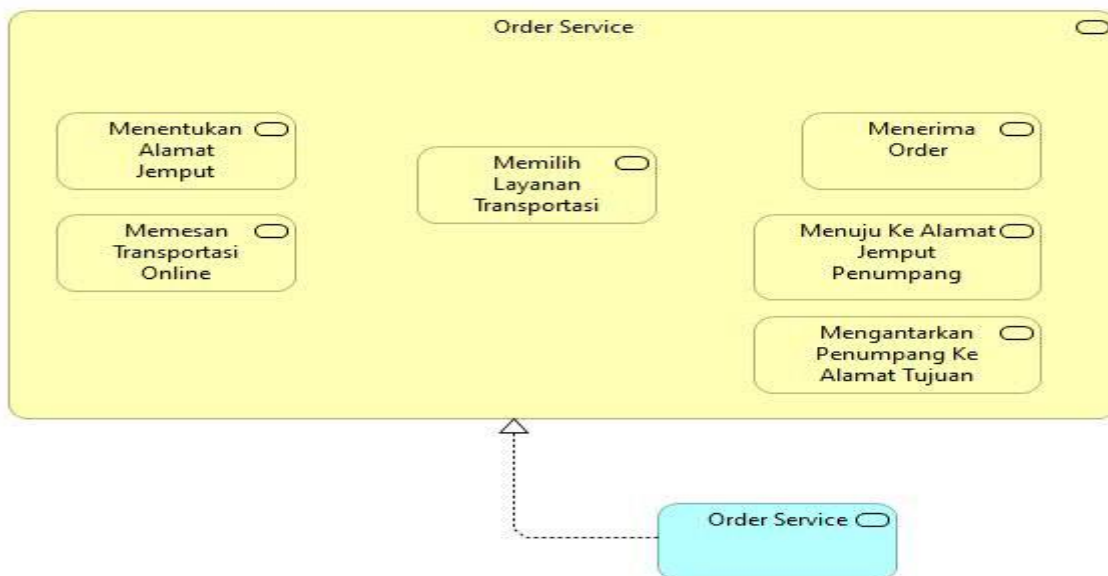 Order Service
Menentukan
Alamat
Jemput
Memesan
Transportasi
Online
Memilih
Layanan
Transportasi
Menerima
Order
Menuju Ke Alamat
Jemput
Penumpang
Mengantarkan
Penumpang Ke
Alamat Tujuan
Order Service